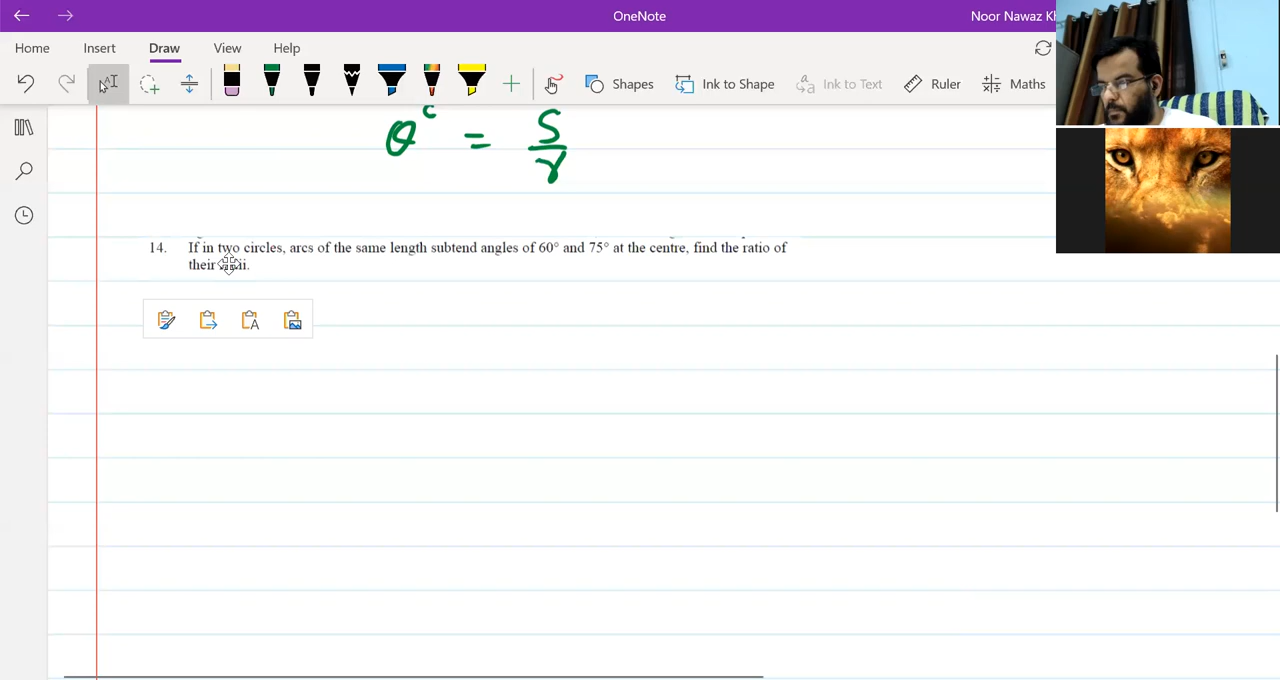 OneNote
Noor Nawaz Kh
Home Insert Draw View Help
Shapes Ink to Shape Ink to Text Ruler Maths
θᶜ = S/r
14. If in two circles, arcs of the same length subtend angles of 60° and 75° at the centre, find the ratio of
their